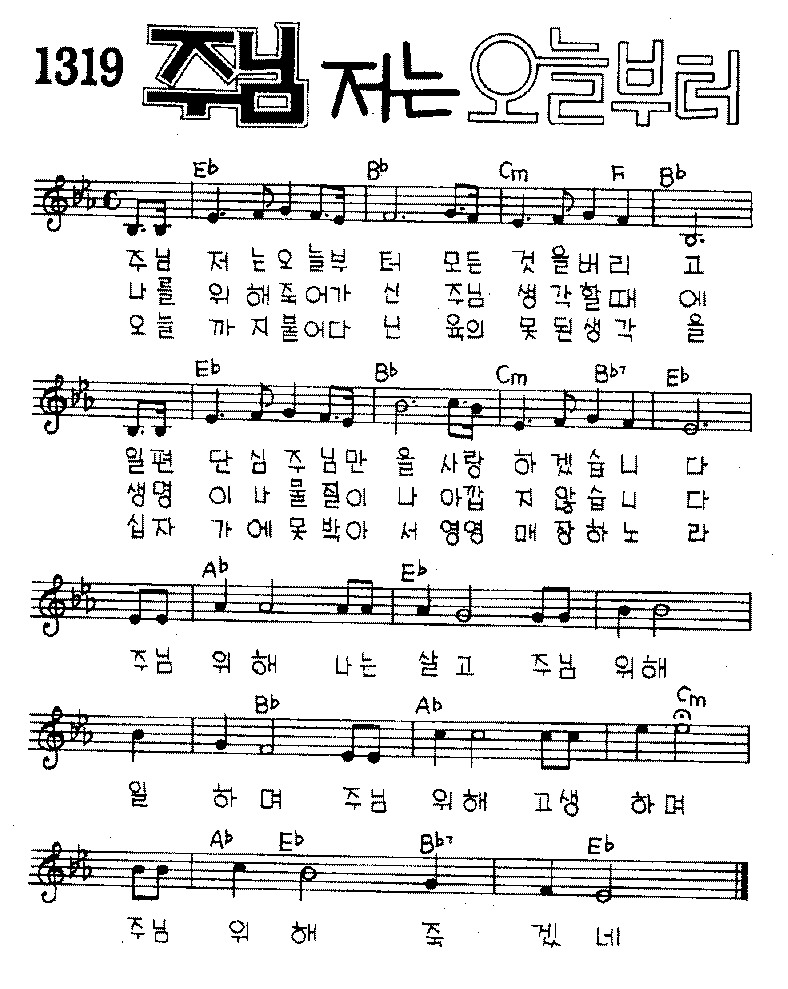 1319 주님 저는 오늘부터
Eb Bb Cm F Bb
주님 저 는오 늘부 터 모든 것 을버 리 고
나를 위 해죽어가 신 주님 생 각할때 에
오늘 까 지붙어다 닌 육의 못 된생 각 을
Eb Bb Cm Bb7 Eb
일편 단 심 주님만 을 사랑 하 겠습니 다
생명 이 나 물질이 나 아깝 지 않습니 다
십자 가 에 못박아 서 영영 매 장하노 라
Ab Eb
주님 위해 나는 살고 주님 위해
Bb Ab Cm
일 하며 주님 위해 고생 하며
Ab Eb Bb7 Eb
주님 위 해 죽 겠 네